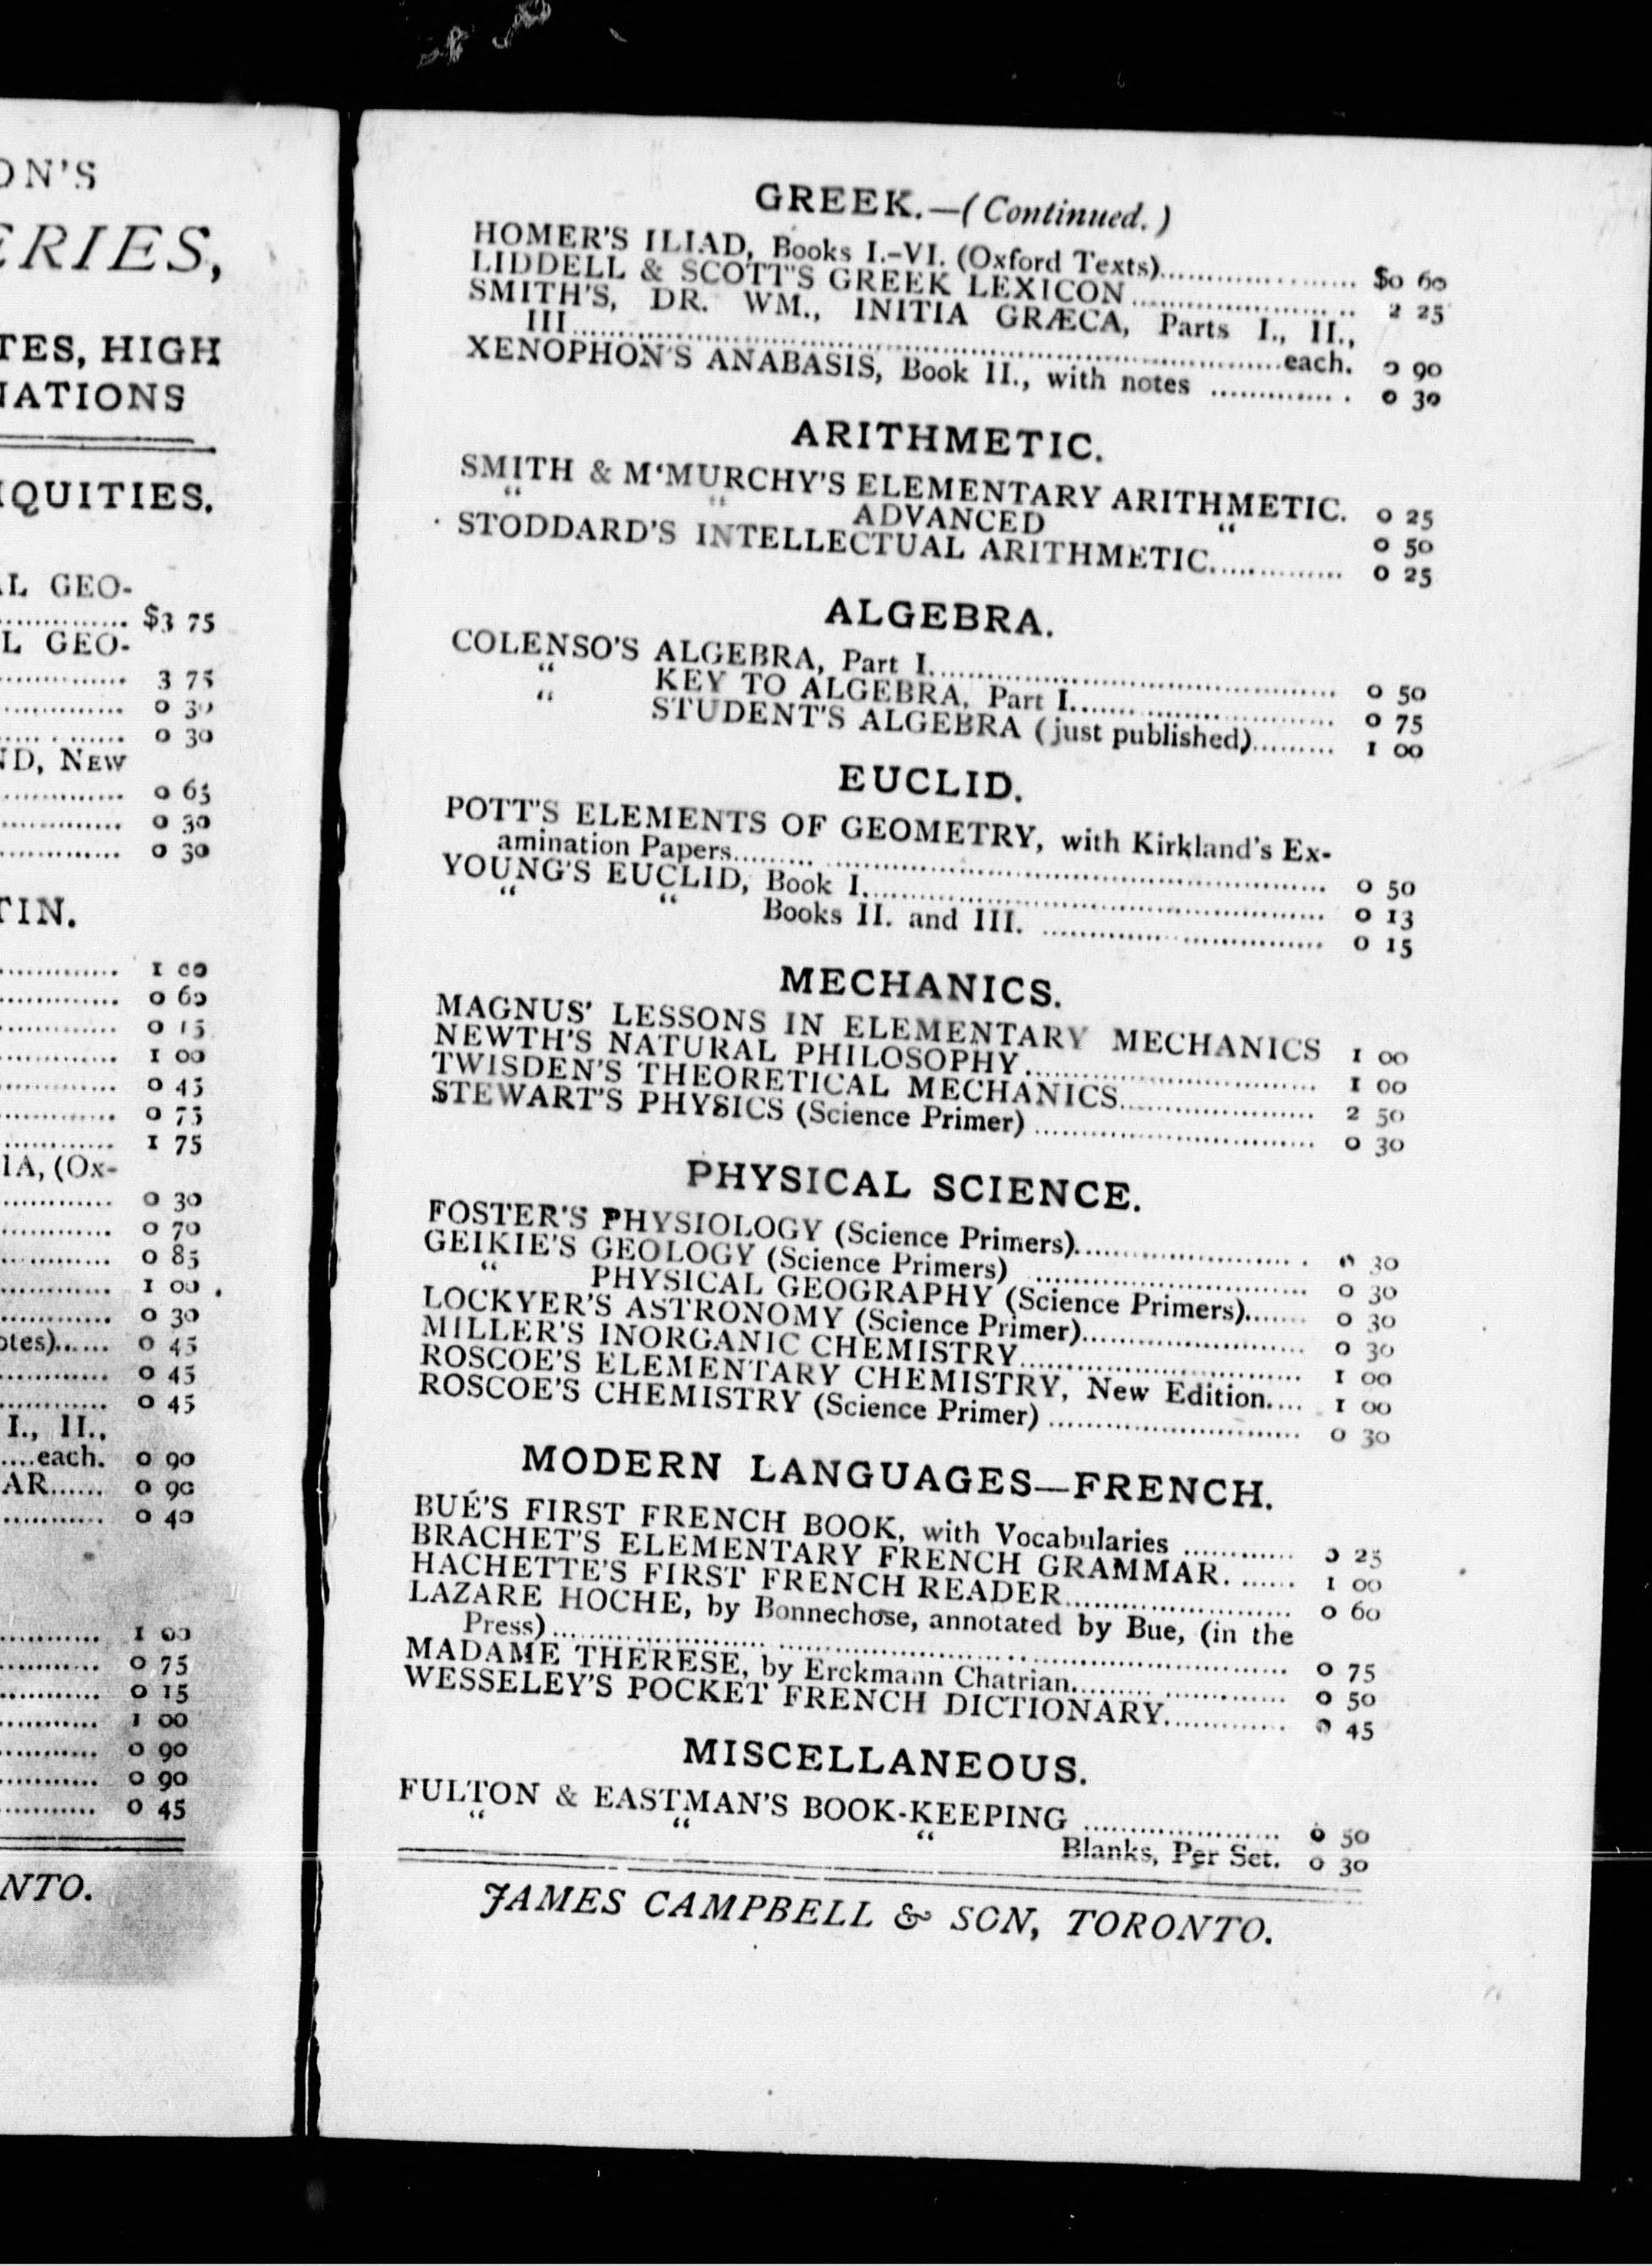 ON'S
ERIES,
TES, HIGH
NATIONS
IQUITIES.
AL GEO-
.............. $3 75
L GEO-
.............. 3 75
.............. 0 30
.............. 0 30
ND, NEW
.............. 0 65
.............. 0 30
.............. 0 30
TIN.
.............. 1 00
.............. 0 60
.............. 0 15
.............. 1 00
.............. 0 45
.............. 0 75
.............. 1 75
IA, (Ox-
.............. 0 30
.............. 0 70
.............. 0 85
.............. 1 00
.............. 0 30
otes)...... 0 45
.............. 0 45
.............. 0 45
I., II.,
....each. 0 90
AR...... 0 90
.............. 0 40
.............. 1 00
.............. 0 75
.............. 0 15
.............. 1 00
.............. 0 90
.............. 0 90
.............. 0 45
NTO.
GREEK.—(Continued.)
HOMER'S ILIAD, Books I.-VI. (Oxford Texts).................... $0 60
LIDDELL & SCOTT'S GREEK LEXICON........................ 2 25
SMITH'S, DR. WM., INITIA GRÆCA, Parts I., II.,
III........................................................each. 0 90
XENOPHON'S ANABASIS, Book II., with notes .............. 0 30
ARITHMETIC.
SMITH & M'MURCHY'S ELEMENTARY ARITHMETIC. 0 25
" " ADVANCED " 0 50
STODDARD'S INTELLECTUAL ARITHMETIC............... 0 25
ALGEBRA.
COLENSO'S ALGEBRA, Part I.................................... 0 50
" KEY TO ALGEBRA, Part I........................... 0 75
" STUDENT'S ALGEBRA (just published)......... 1 00
EUCLID.
POTT'S ELEMENTS OF GEOMETRY, with Kirkland's Ex-
amination Papers................................................ 0 50
YOUNG'S EUCLID, Book I....................................... 0 13
" " Books II. and III. ............................ 0 15
MECHANICS.
MAGNUS' LESSONS IN ELEMENTARY MECHANICS 1 00
NEWTH'S NATURAL PHILOSOPHY............................ 1 00
TWISDEN'S THEORETICAL MECHANICS................... 2 50
STEWART'S PHYSICS (Science Primer) ........................... 0 30
PHYSICAL SCIENCE.
FOSTER'S PHYSIOLOGY (Science Primers)....................... 0 30
GEIKIE'S GEOLOGY (Science Primers) .......................... 0 30
" PHYSICAL GEOGRAPHY (Science Primers)....... 0 30
LOCKYER'S ASTRONOMY (Science Primer)..................... 0 30
MILLER'S INORGANIC CHEMISTRY........................... 1 00
ROSCOE'S ELEMENTARY CHEMISTRY, New Edition.... 1 00
ROSCOE'S CHEMISTRY (Science Primer) ......................... 0 30
MODERN LANGUAGES—FRENCH.
BUÉ'S FIRST FRENCH BOOK, with Vocabularies ............ 0 25
BRACHET'S ELEMENTARY FRENCH GRAMMAR....... 1 00
HACHETTE'S FIRST FRENCH READER....................... 0 60
LAZARE HOCHE, by Bonnechose, annotated by Bue, (in the
Press)................................................................ 0 75
MADAME THERESE, by Erckmann Chatrian..................... 0 50
WESSELEY'S POCKET FRENCH DICTIONARY............. 0 45
MISCELLANEOUS.
FULTON & EASTMAN'S BOOK-KEEPING .................... 0 50
" " " Blanks, Per Set. 0 30
JAMES CAMPBELL & SON, TORONTO.